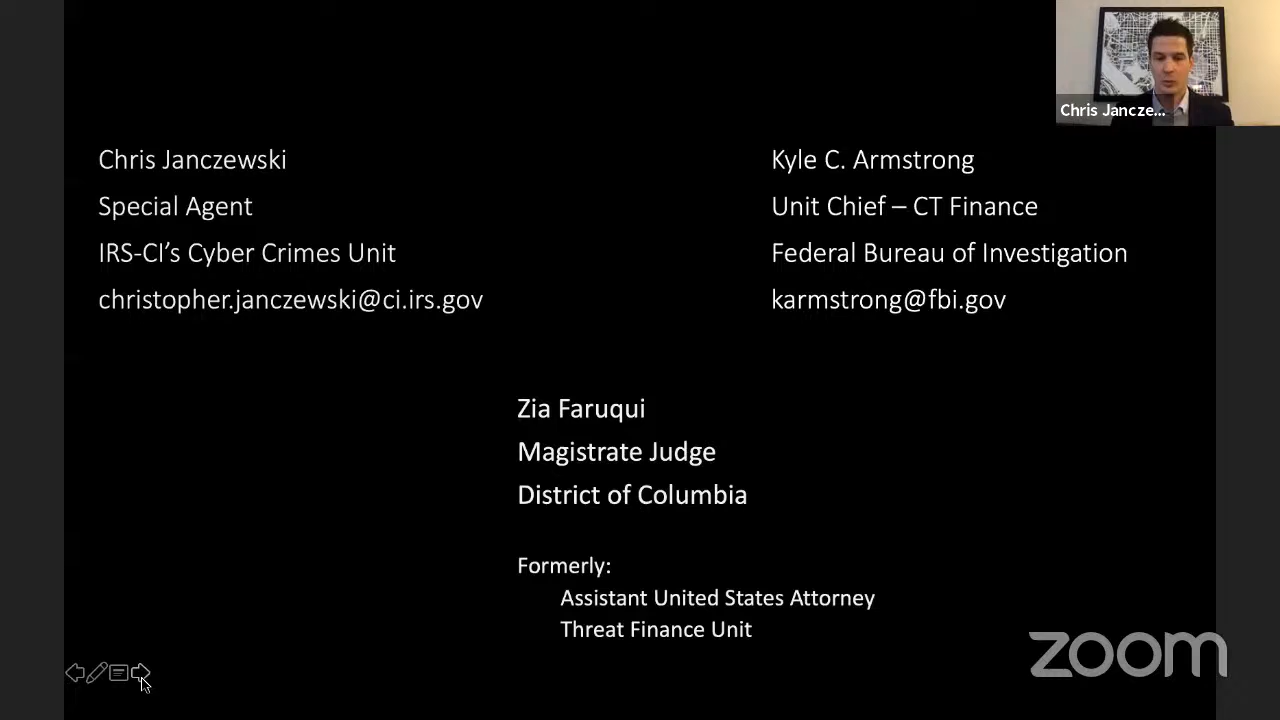 Chris Jancze...
Chris Janczewski
Special Agent
IRS-CI’s Cyber Crimes Unit
christopher.janczewski@ci.irs.gov
Kyle C. Armstrong
Unit Chief – CT Finance
Federal Bureau of Investigation
karmstrong@fbi.gov
Zia Faruqui
Magistrate Judge
District of Columbia
Formerly:
Assistant United States Attorney
Threat Finance Unit
zoom